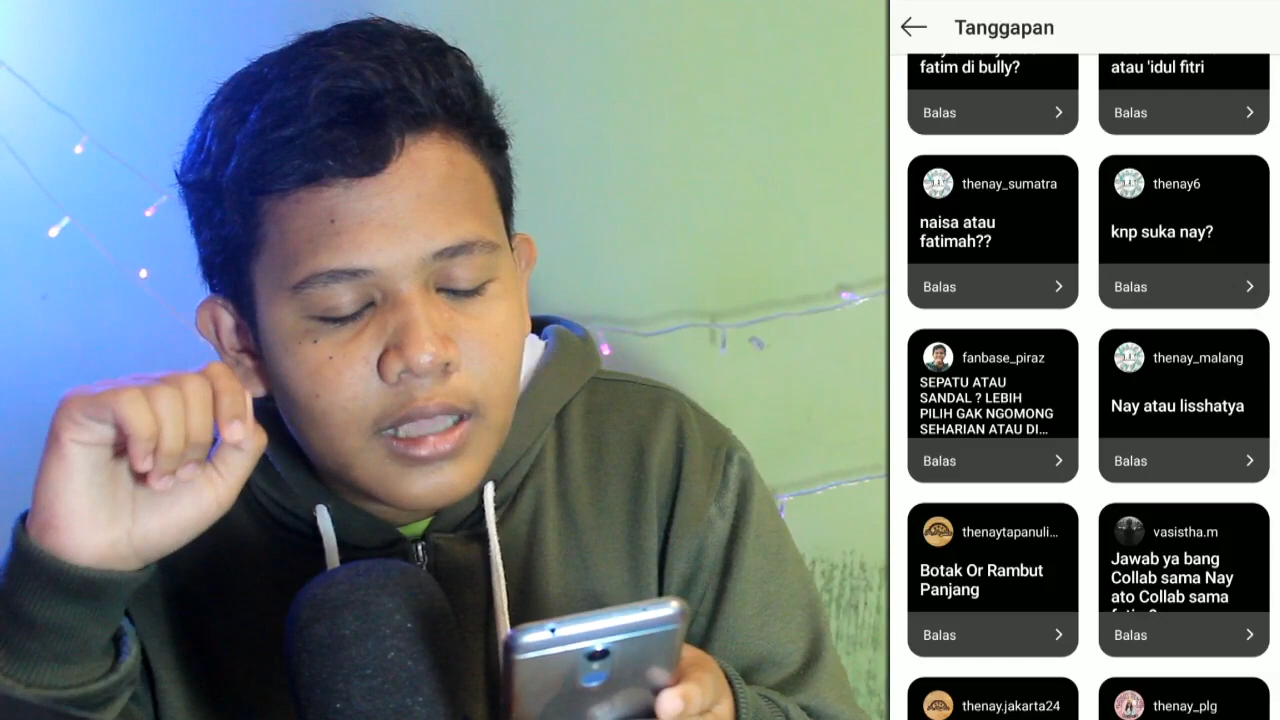 Tanggapan
fatim di bully?
Balas
atau 'idul fitri
Balas
thenay_sumatra
naisa atau
fatimah??
Balas
thenay6
knp suka nay?
Balas
fanbase_piraz
SEPATU ATAU
SANDAL ? LEBIH
PILIH GAK NGOMONG
SEHARIAN ATAU DI...
Balas
thenay_malang
Nay atau lisshatya
Balas
thenaytapanuli...
Botak Or Rambut
Panjang
Balas
vasistha.m
Jawab ya bang
Collab sama Nay
ato Collab sama
Balas
thenay.jakarta24
thenay_plg